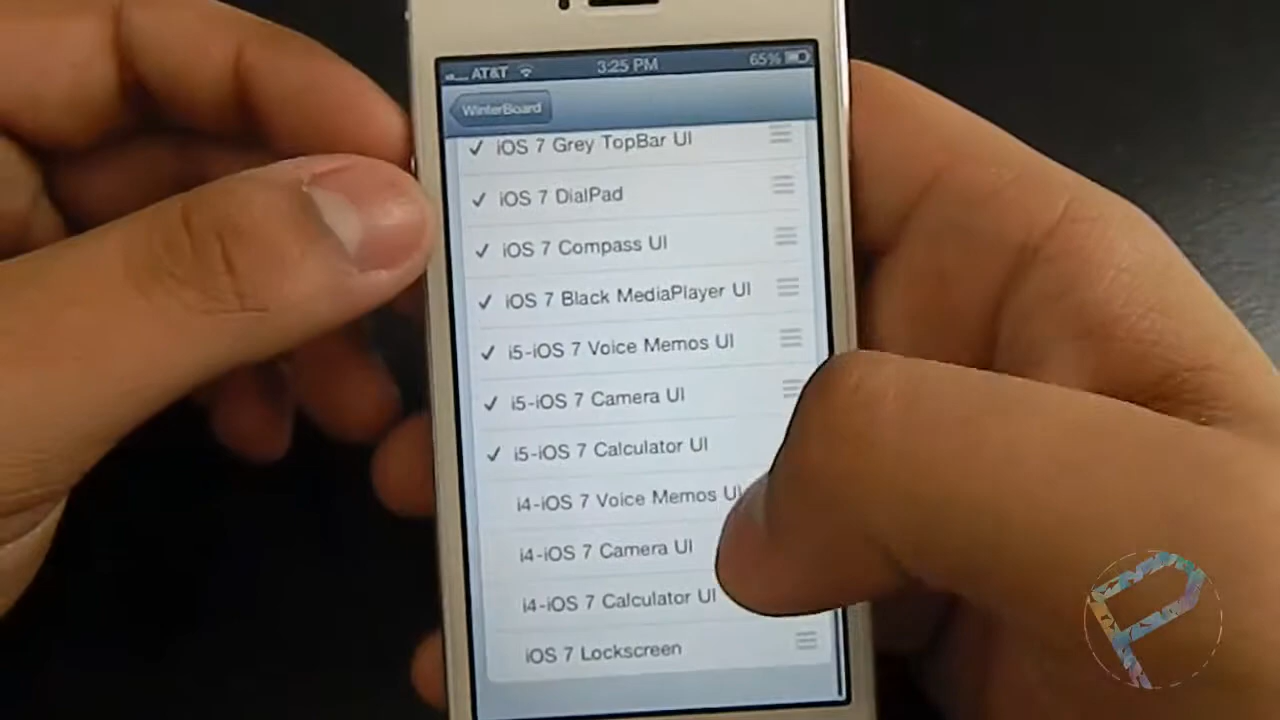 AT&T 3:25 PM 65%
WinterBoard
iOS 7 Grey TopBar UI
iOS 7 DialPad
iOS 7 Compass UI
iOS 7 Black MediaPlayer UI
i5-iOS 7 Voice Memos UI
i5-iOS 7 Camera UI
i5-iOS 7 Calculator UI
i4-iOS 7 Voice Memos UI
i4-iOS 7 Camera UI
i4-iOS 7 Calculator UI
iOS 7 Lockscreen
P